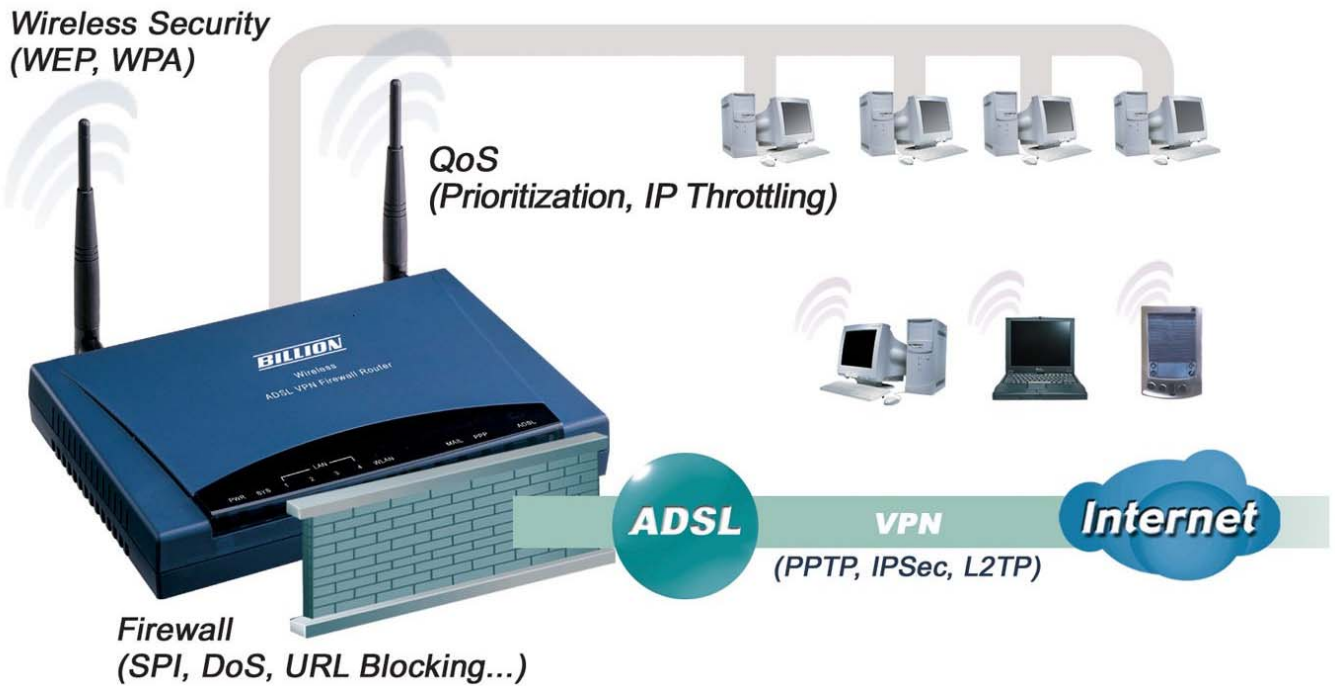 Wireless Security
(WEP, WPA)
QoS
(Prioritization, IP Throttling)
BILLION
Wireless
ADSL VPN Firewall Router
PWR SYS 1 2 3 4 LAN WLAN MAIL PPP ADSL
ADSL
VPN
(PPTP, IPSec, L2TP)
Internet
Firewall
(SPI, DoS, URL Blocking...)